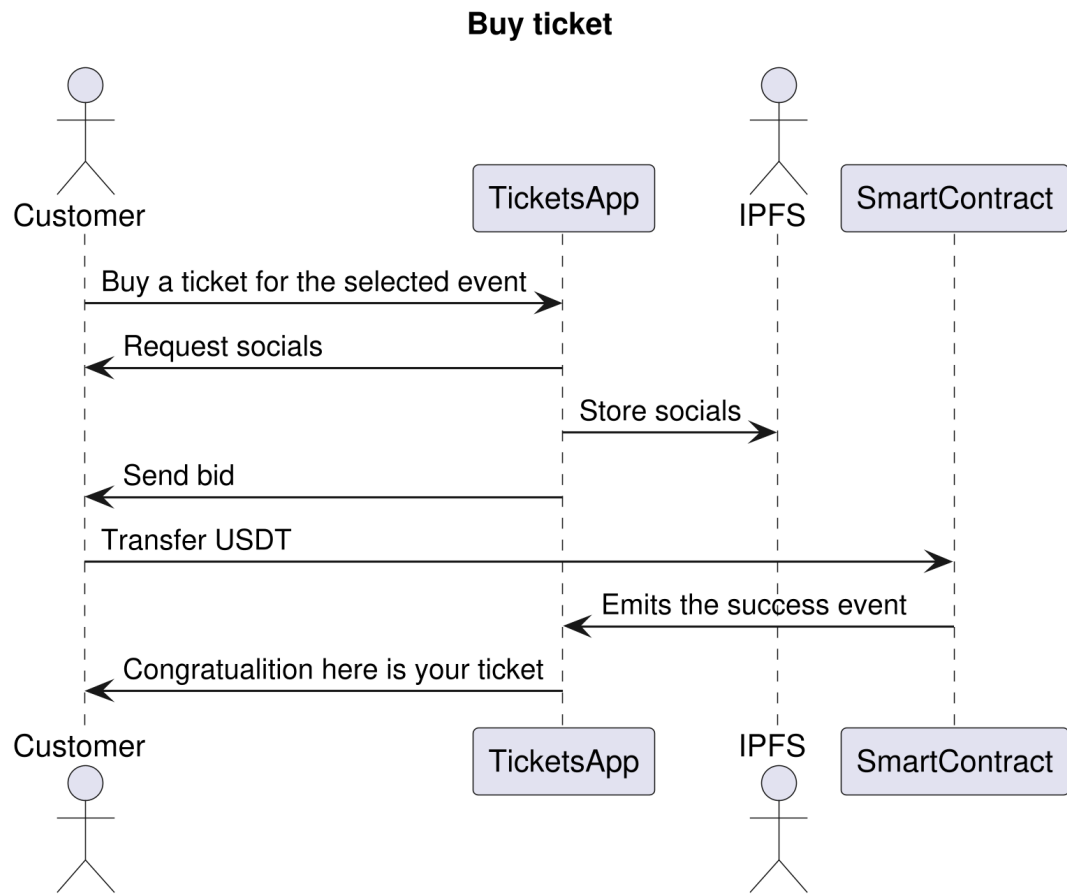 Buy ticket
Customer
TicketsApp
IPFS
SmartContract
Buy a ticket for the selected event
Request socials
Store socials
Send bid
Transfer USDT
Emits the success event
Congratualition here is your ticket
Customer
TicketsApp
IPFS
SmartContract